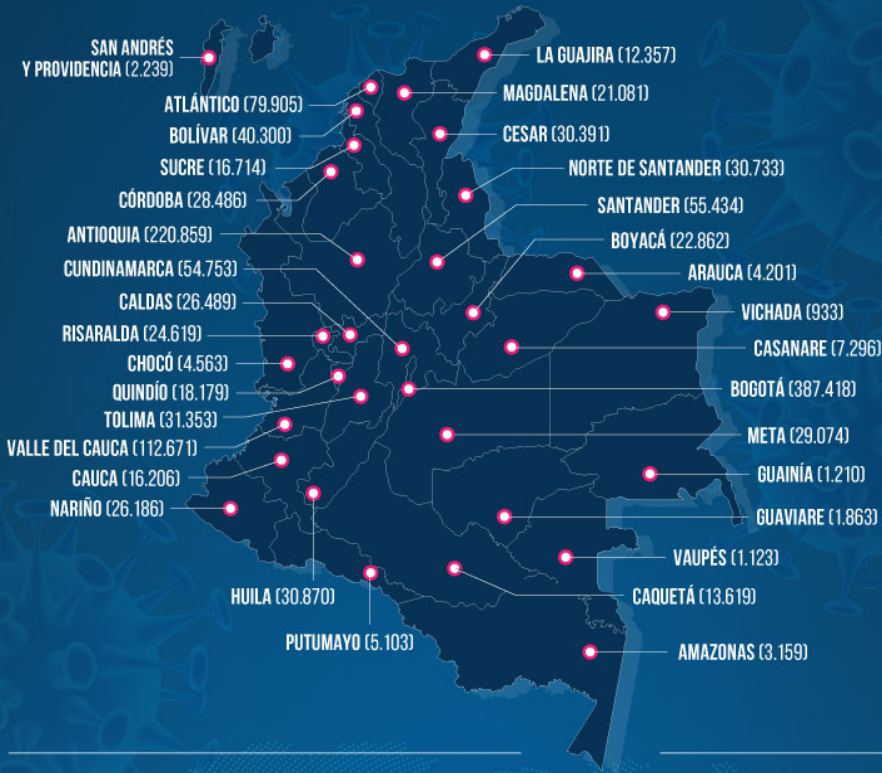 SAN ANDRÉS
Y PROVIDENCIA (2.239)
ATLÁNTICO (79.905)
BOLÍVAR (40.300)
SUCRE (16.714)
CÓRDOBA (28.486)
ANTIOQUIA (220.859)
CUNDINAMARCA (54.753)
CALDAS (26.489)
RISARALDA (24.619)
CHOCÓ (4.563)
QUINDÍO (18.179)
TOLIMA (31.353)
VALLE DEL CAUCA (112.671)
CAUCA (16.206)
NARIÑO (26.186)
HUILA (30.870)
PUTUMAYO (5.103)
LA GUAJIRA (12.357)
MAGDALENA (21.081)
CESAR (30.391)
NORTE DE SANTANDER (30.733)
SANTANDER (55.434)
BOYACÁ (22.862)
ARAUCA (4.201)
VICHADA (933)
CASANARE (7.296)
BOGOTÁ (387.418)
META (29.074)
GUAINÍA (1.210)
GUAVIARE (1.863)
VAUPÉS (1.123)
CAQUETÁ (13.619)
AMAZONAS (3.159)